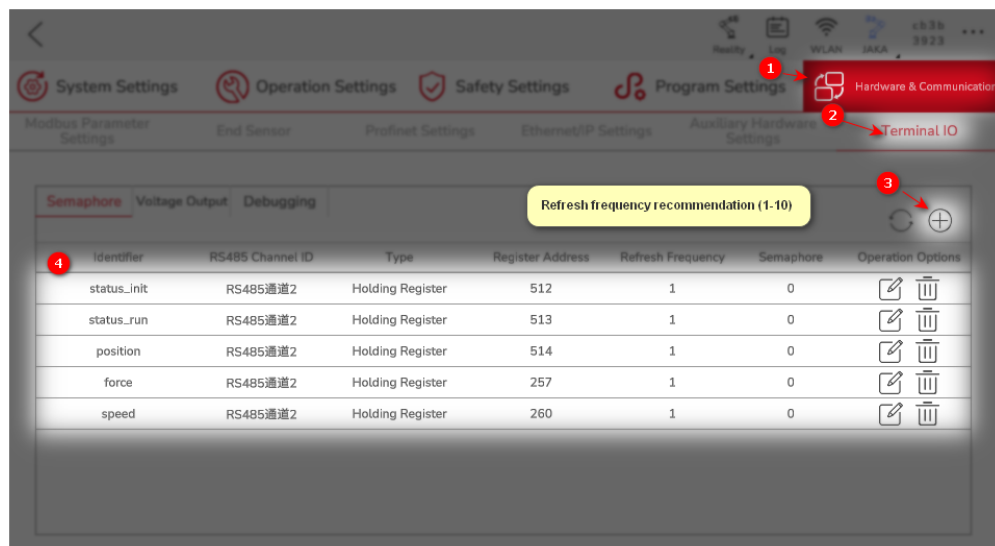 cb3b
3923
Reality
Log
WLAN
JAKA
1
System Settings
Operation Settings
Safety Settings
Program Settings
Hardware & Communication
Modbus Parameter
Settings
End Sensor
Profinet Settings
Ethernet/IP Settings
Auxiliary Hardware
Settings
2
Terminal IO
3
Semaphore
Voltage Output
Debugging
Refresh frequency recommendation (1-10)
4
Identifier RS485 Channel ID Type Register Address Refresh Frequency Semaphore Operation Options
status_init RS485通道2 Holding Register 512 1 0
status_run RS485通道2 Holding Register 513 1 0
position RS485通道2 Holding Register 514 1 0
force RS485通道2 Holding Register 257 1 0
speed RS485通道2 Holding Register 260 1 0